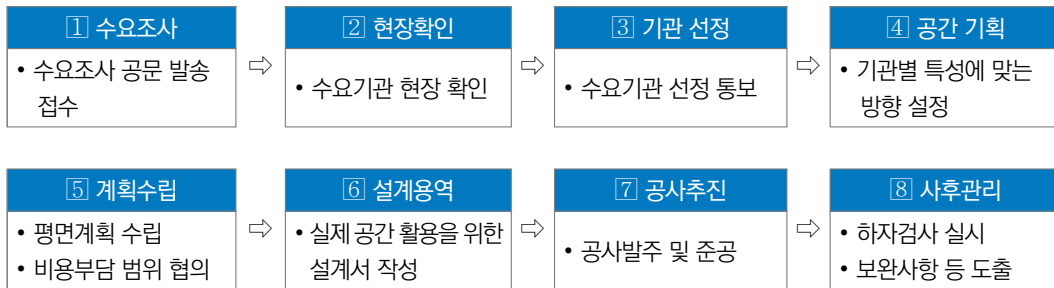 1 수요조사
• 수요조사 공문 발송
접수
⇨
2 현장확인
• 수요기관 현장 확인
⇨
3 기관 선정
• 수요기관 선정 통보
⇨
4 공간 기획
• 기관별 특성에 맞는
방향 설정
5 계획수립
• 평면계획 수립
• 비용부담 범위 협의
⇨
6 설계용역
• 실제 공간 활용을 위한
설계서 작성
⇨
7 공사추진
• 공사발주 및 준공
⇨
8 사후관리
• 하자검사 실시
• 보완사항 등 도출